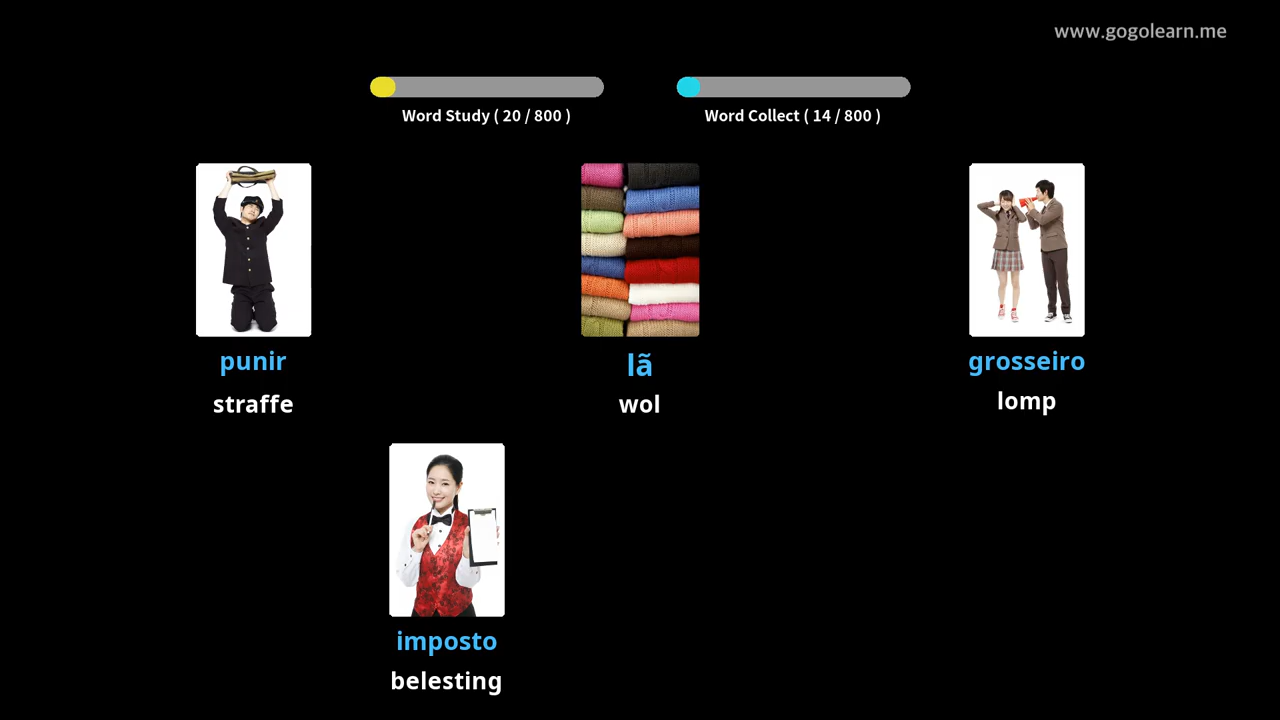 www.gogolearn.me
Word Study ( 20 / 800 )
Word Collect ( 14 / 800 )
punir
straffe
lã
wol
grosseiro
lomp
imposto
belesting